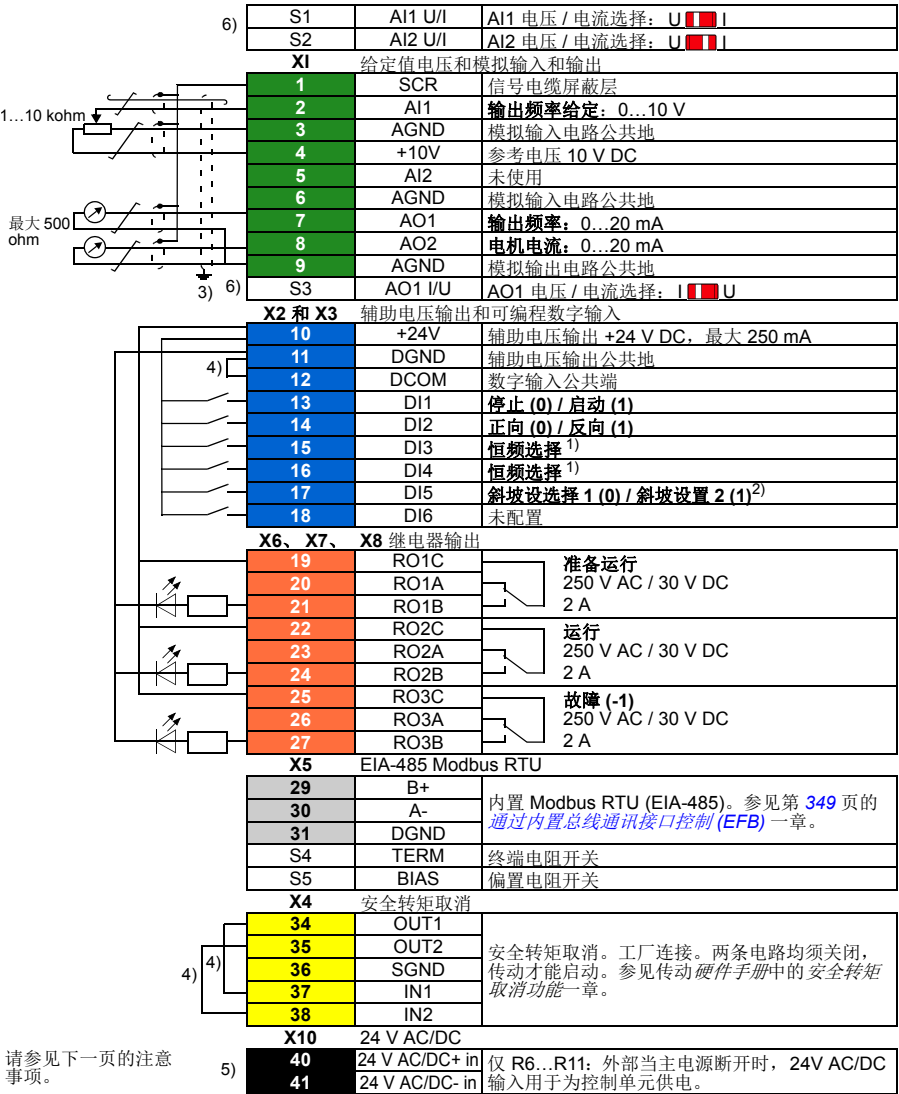 6) S1 AI1 U/I AI1 电压 / 电流选择：U I
S2 AI2 U/I AI2 电压 / 电流选择：U I
XI 给定值电压和模拟输入和输出
1 SCR 信号电缆屏蔽层
1…10 kohm 2 AI1 输出频率给定：0…10 V
3 AGND 模拟输入电路公共地
4 +10V 参考电压 10 V DC
5 AI2 未使用
6 AGND 模拟输入电路公共地
最大 500 ohm 7 AO1 输出频率：0…20 mA
8 AO2 电机电流：0…20 mA
9 AGND 模拟输出电路公共地
3) 6) S3 AO1 I/U AO1 电压 / 电流选择：I U
X2 和 X3 辅助电压输出和可编程数字输入
10 +24V 辅助电压输出 +24 V DC，最大 250 mA
11 DGND 辅助电压输出公共地
4) 12 DCOM 数字输入公共端
13 DI1 停止 (0) / 启动 (1)
14 DI2 正向 (0) / 反向 (1)
15 DI3 恒频选择 1)
16 DI4 恒频选择 1)
17 DI5 斜坡设选择 1 (0) / 斜坡设置 2 (1)2)
18 DI6 未配置
X6、 X7、 X8 继电器输出
19 RO1C 准备运行
20 RO1A 250 V AC / 30 V DC
21 RO1B 2 A
22 RO2C 运行
23 RO2A 250 V AC / 30 V DC
24 RO2B 2 A
25 RO3C 故障 (-1)
26 RO3A 250 V AC / 30 V DC
27 RO3B 2 A
X5 EIA-485 Modbus RTU
29 B+ 内置 Modbus RTU (EIA-485)。参见第 349 页的
30 A- 通过内置总线通讯接口控制 (EFB) 一章。
31 DGND
S4 TERM 终端电阻开关
S5 BIAS 偏置电阻开关
X4 安全转矩取消
34 OUT1
35 OUT2 安全转矩取消。工厂连接。两条电路均须关闭，
4) 4) 36 SGND 传动才能启动。参见传动硬件手册中的安全转矩
37 IN1 取消功能一章。
38 IN2
X10 24 V AC/DC
请参见下一页的注意事项。 5) 40 24 V AC/DC+ in 仅 R6…R11：外部当主电源断开时，24V AC/DC
41 24 V AC/DC- in 输入用于为控制单元供电。